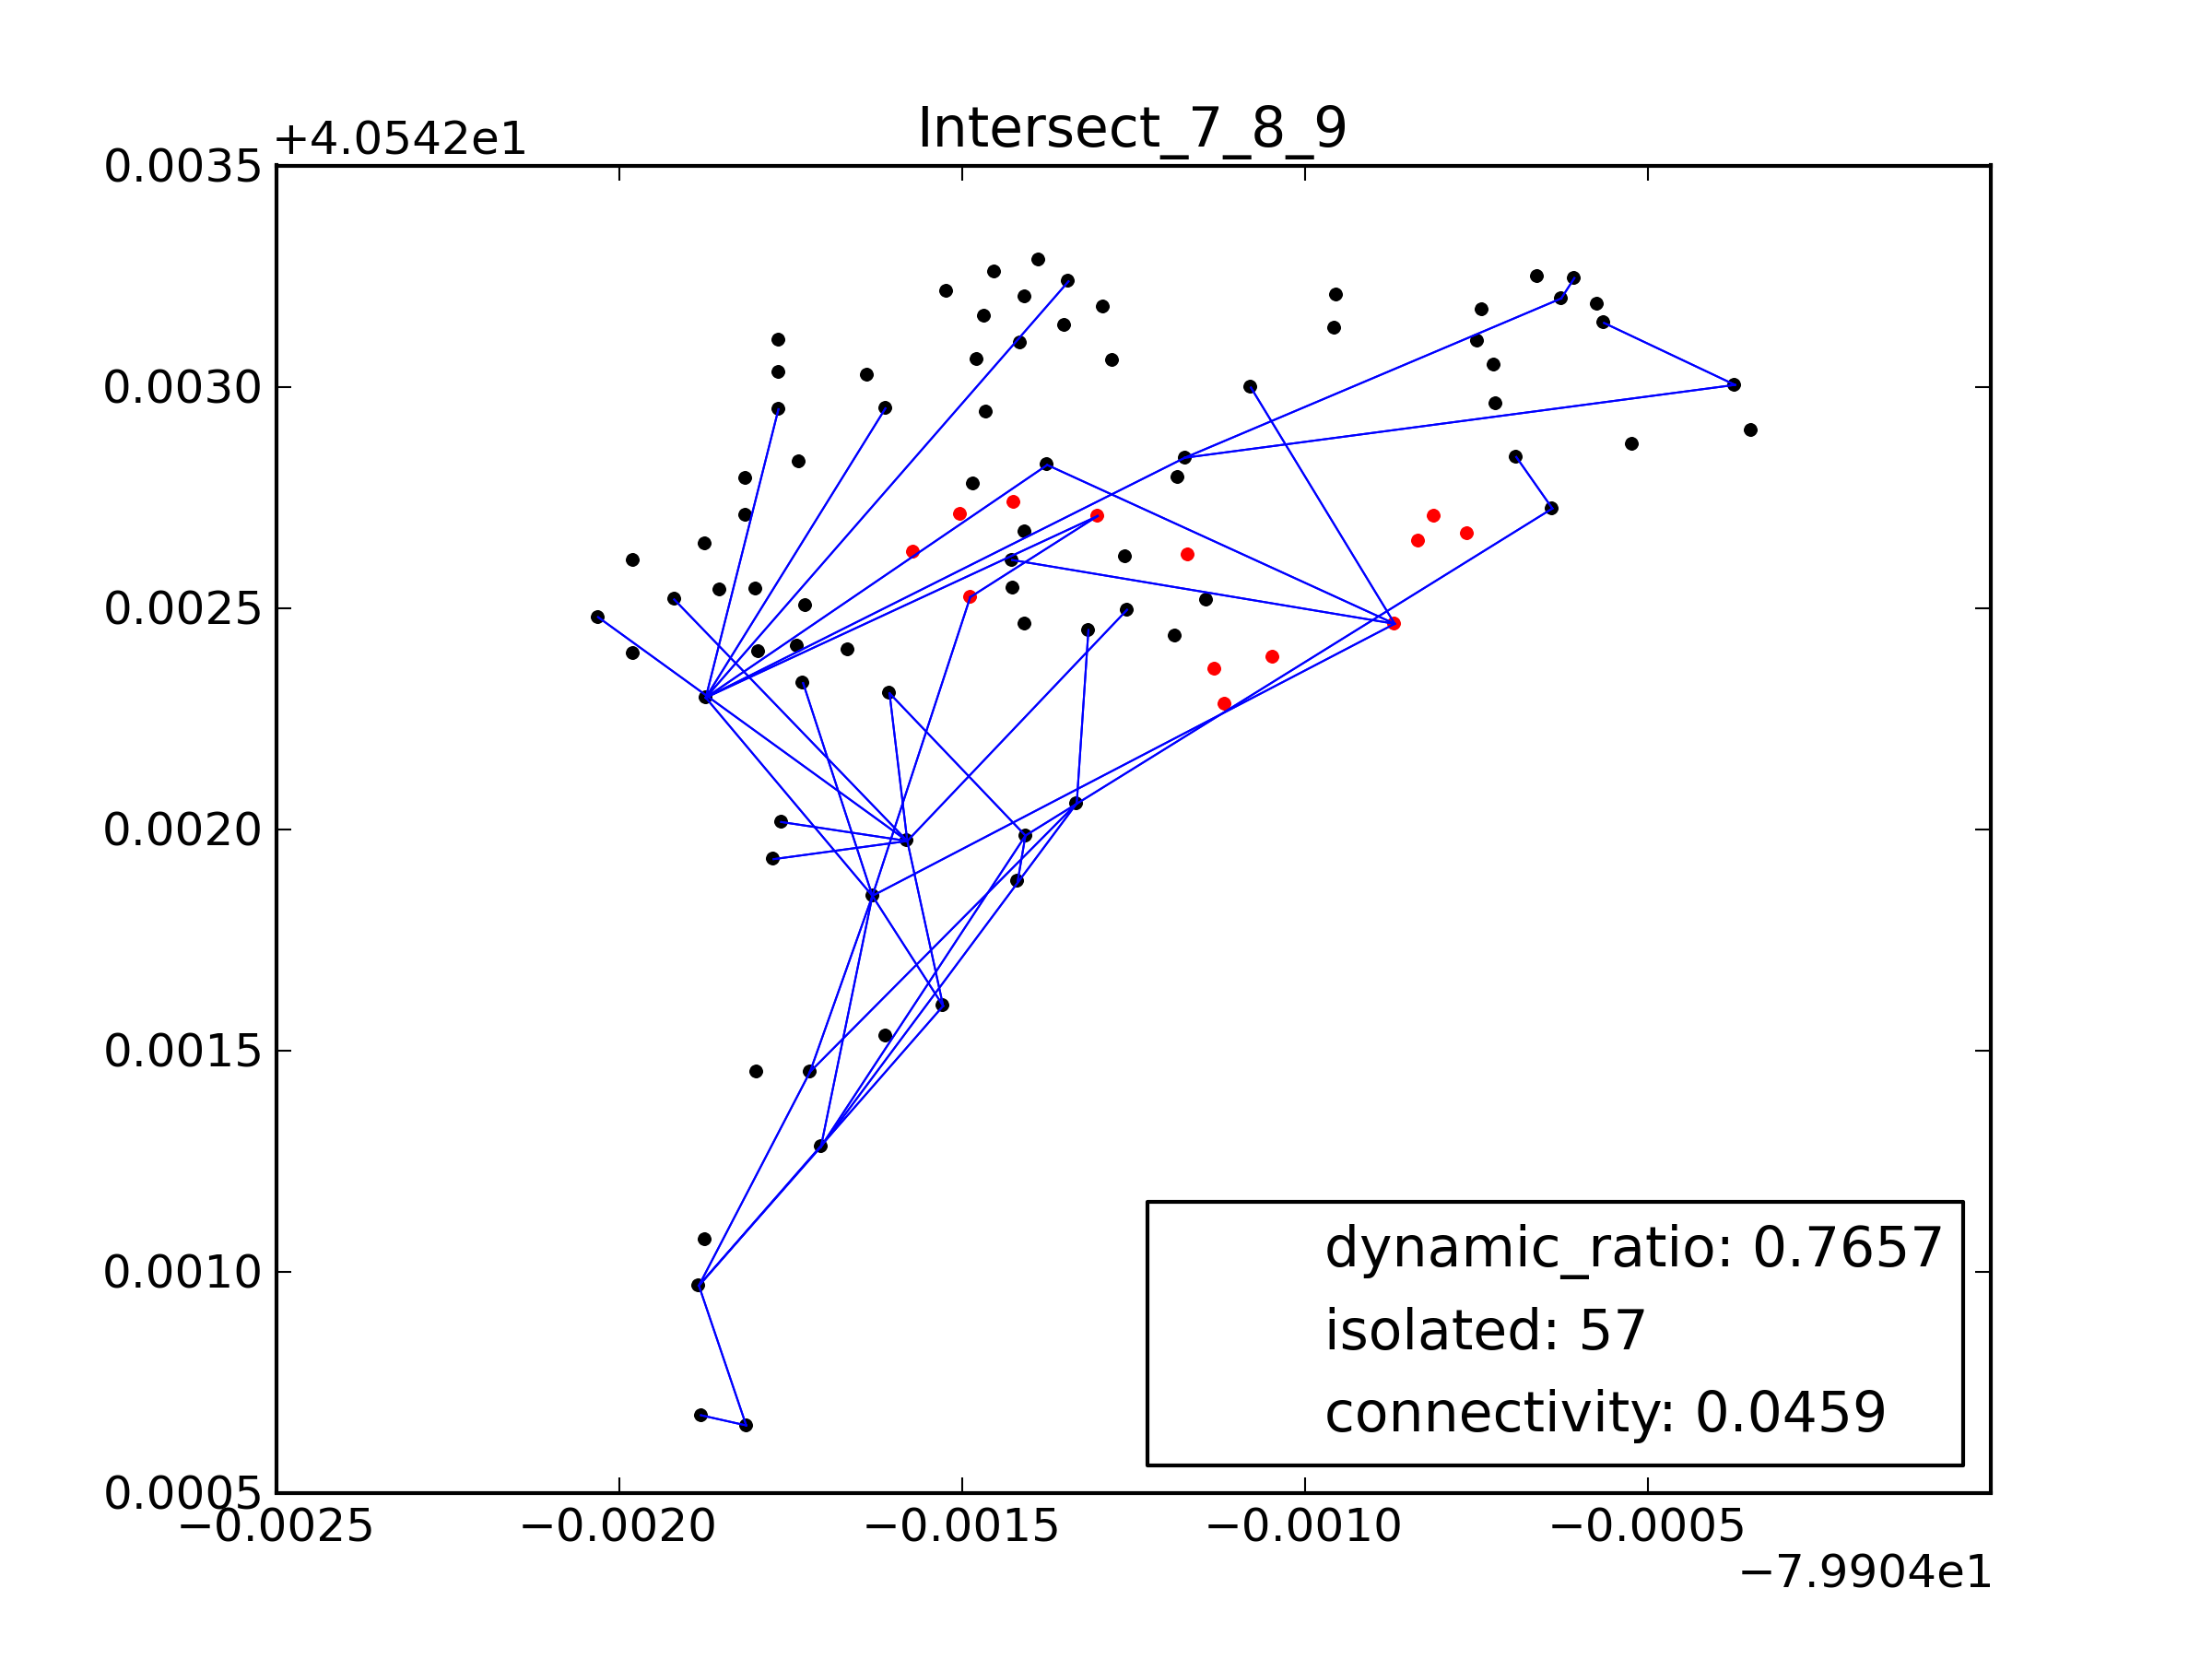 Intersect_7_8_9
+4.0542e1
0.0035
0.0030
0.0025
0.0020
0.0015
0.0010
0.0005
−0.0025 −0.0020 −0.0015 −0.0010 −0.0005
−7.9904e1
dynamic_ratio: 0.7657
isolated: 57
connectivity: 0.0459